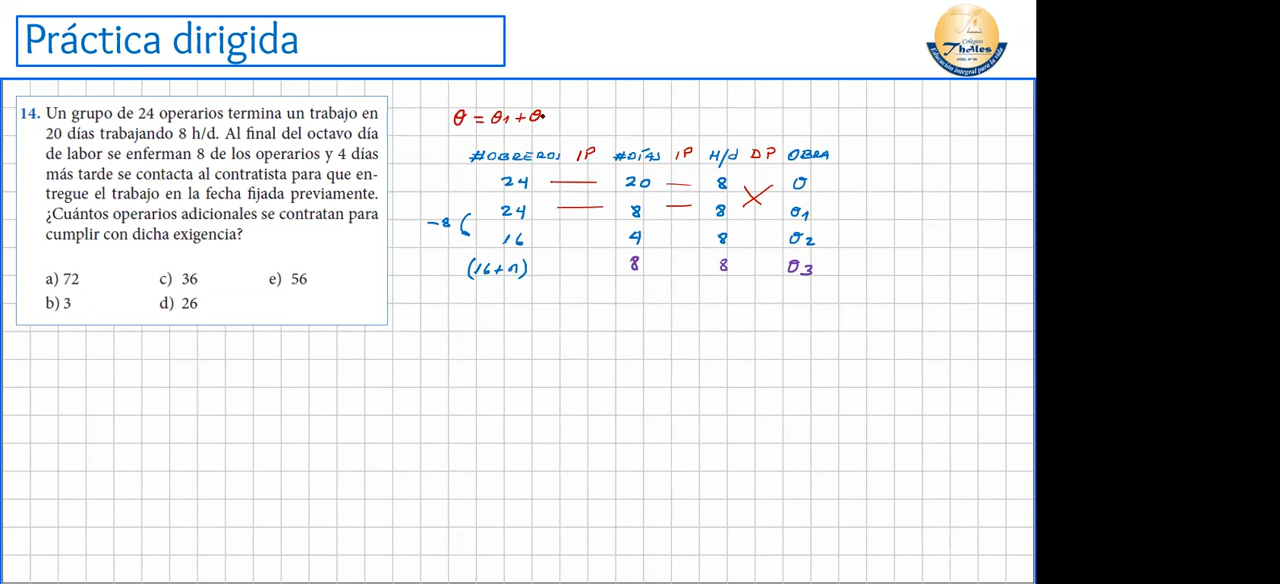 Práctica dirigida
Colegios
Thales
Educación integral para la vida
14. Un grupo de 24 operarios termina un trabajo en
20 días trabajando 8 h/d. Al final del octavo día
de labor se enferman 8 de los operarios y 4 días
más tarde se contacta al contratista para que en-
tregue el trabajo en la fecha fijada previamente.
¿Cuántos operarios adicionales se contratan para
cumplir con dicha exigencia?
a) 72 c) 36 e) 56
b) 3 d) 26
θ = θ1 + θ
#OBREROS IP #DÍAS IP H/d DP OBRA
24 20 8 O
24 8 8 O1
-8 ( 16 4 8 O2
(16+n) 8 8 O3